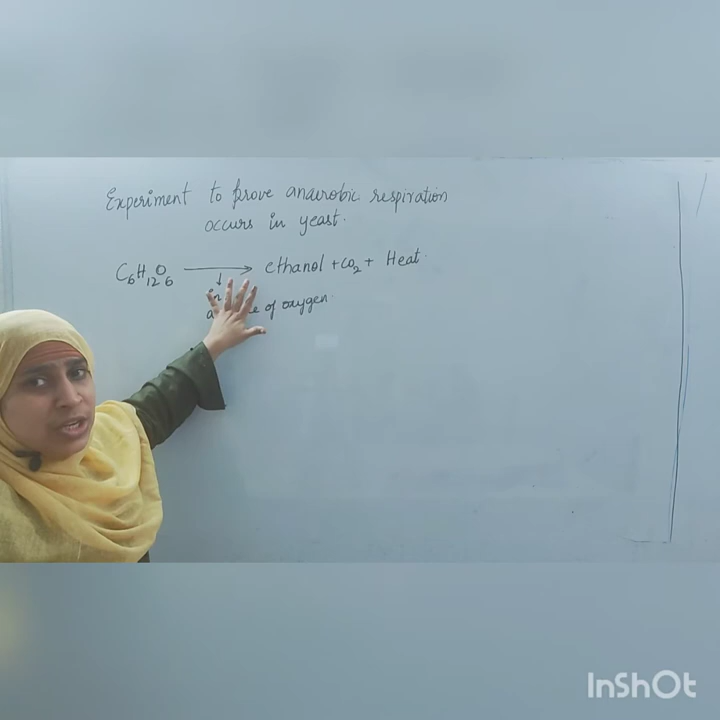 Experiment to prove anaerobic respiration
occurs in yeast.
C6H12O6 → ethanol + CO2 + Heat.
↓
of oxygen.
InShOt